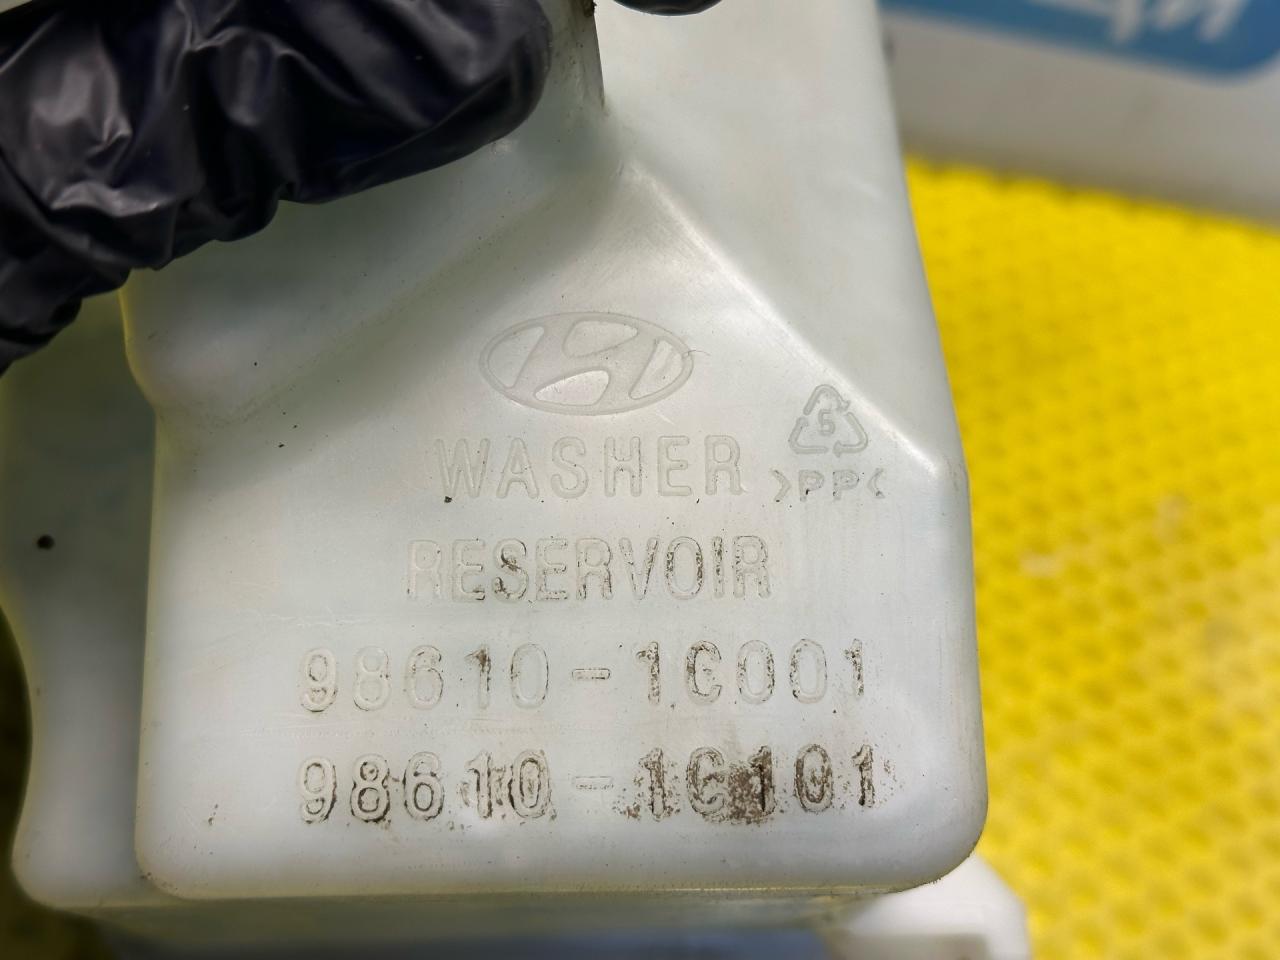 WASHER
5
>PP<
RESERVOIR
98610-1C001
98610-1C101